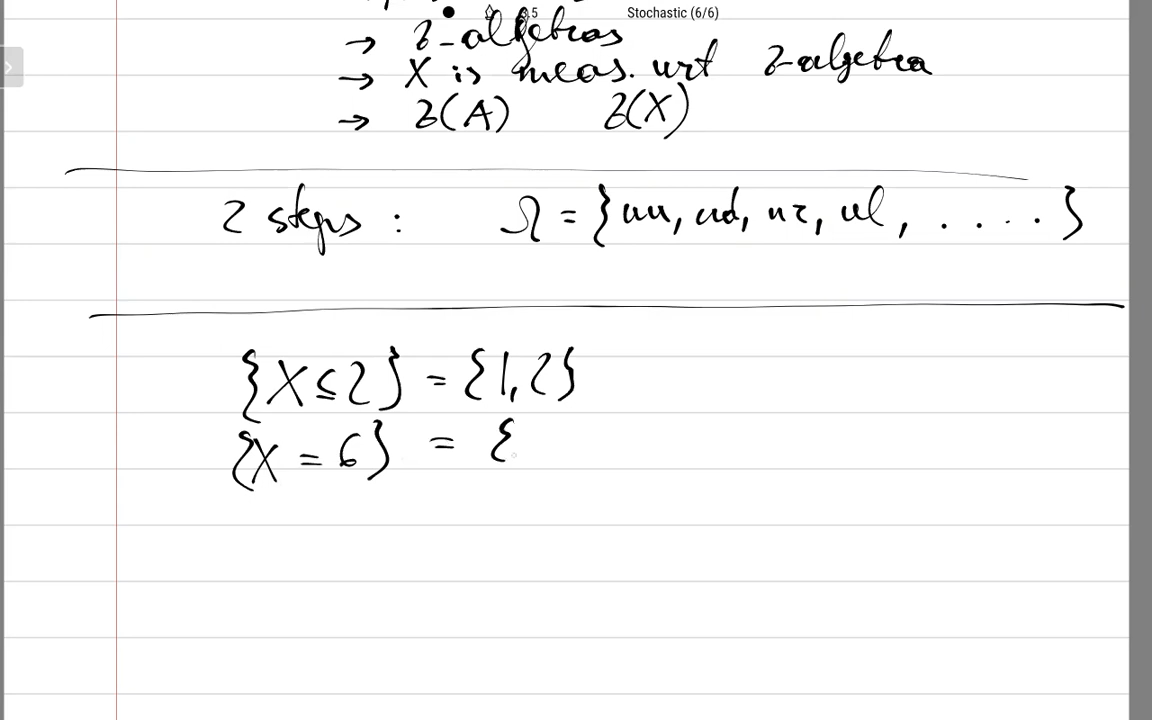 Stochastic (6/6)
→ σ-algebras
→ X is meas. wrt σ-algebra
→ σ(A) σ(X)
2 steps : Ω = {uu, ud, ur, ul, . . . . }
{X ≤ 2} = {1, 2}
{X = 6} = {